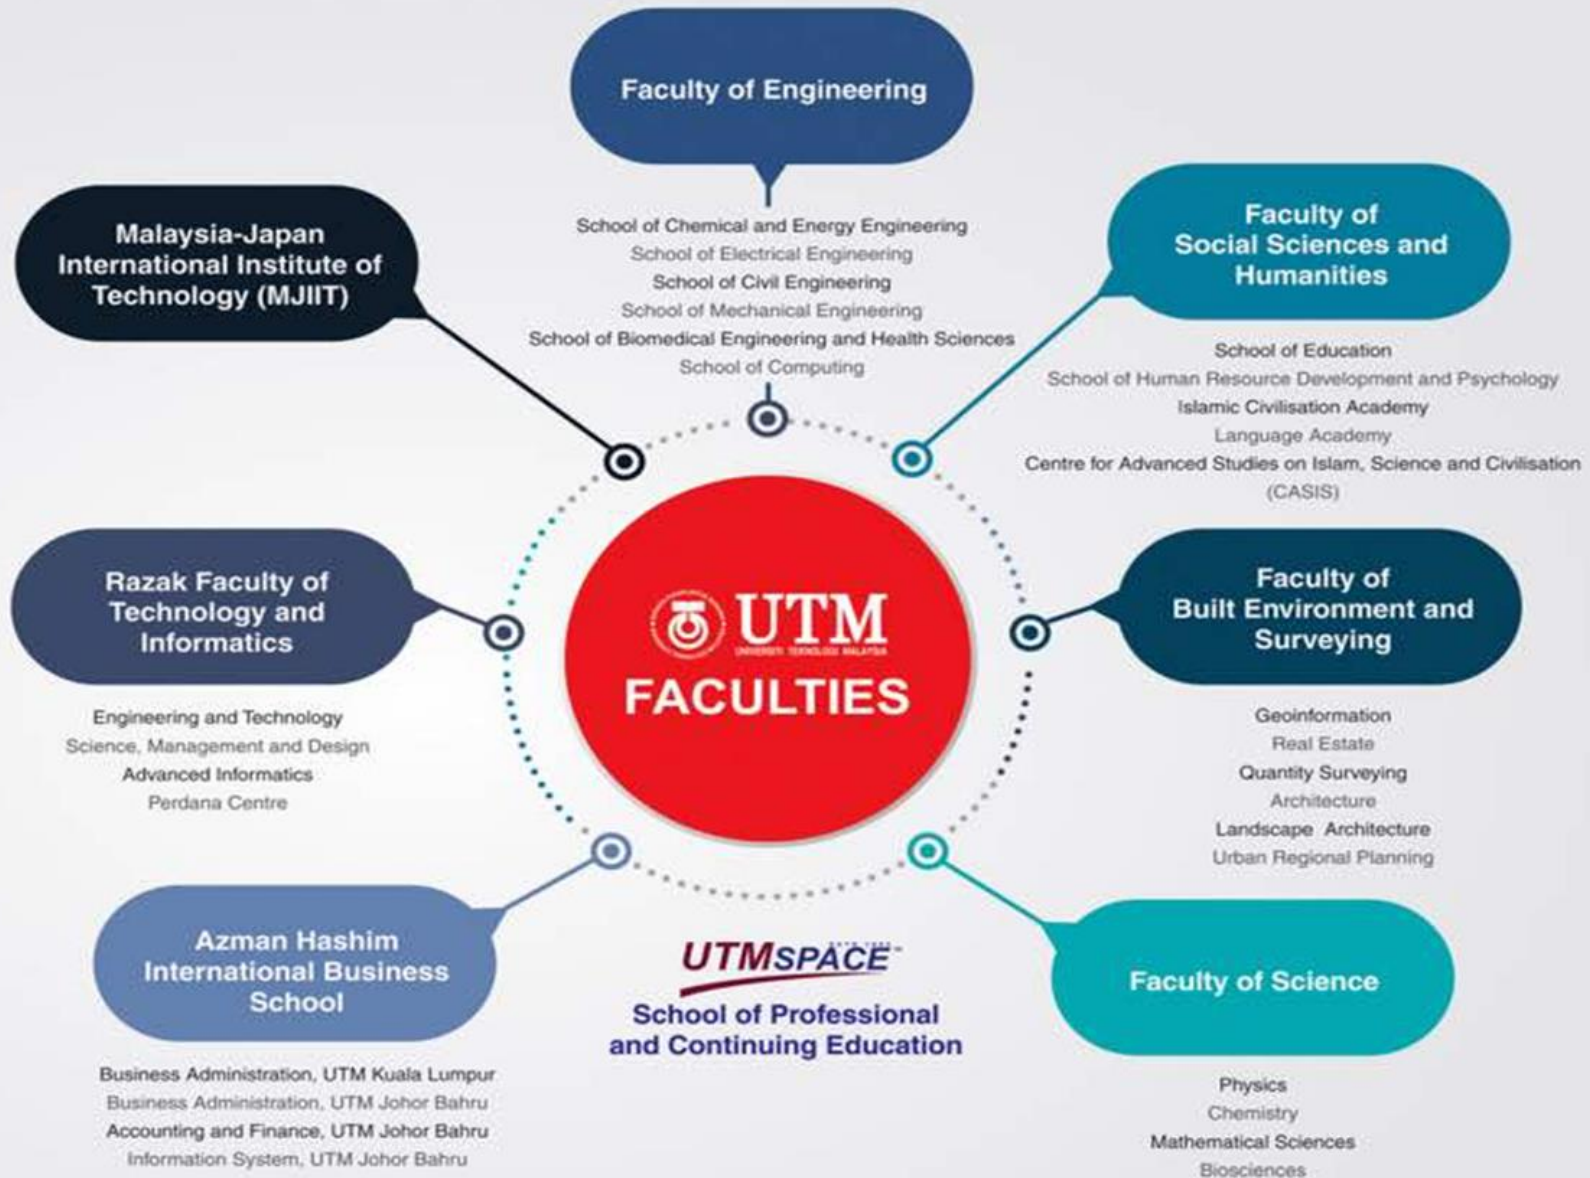 Faculty of Engineering
School of Chemical and Energy Engineering
School of Electrical Engineering
School of Civil Engineering
School of Mechanical Engineering
School of Biomedical Engineering and Health Sciences
School of Computing
Malaysia-Japan
International Institute of
Technology (MJIIT)
Faculty of
Social Sciences and
Humanities
School of Education
School of Human Resource Development and Psychology
Islamic Civilisation Academy
Language Academy
Centre for Advanced Studies on Islam, Science and Civilisation
(CASIS)
Razak Faculty of
Technology and
Informatics
Engineering and Technology
Science, Management and Design
Advanced Informatics
Perdana Centre
UTM
UNIVERSITI TEKNOLOGI MALAYSIA
FACULTIES
Faculty of
Built Environment and
Surveying
Geoinformation
Real Estate
Quantity Surveying
Architecture
Landscape Architecture
Urban Regional Planning
Azman Hashim
International Business
School
Business Administration, UTM Kuala Lumpur
Business Administration, UTM Johor Bahru
Accounting and Finance, UTM Johor Bahru
Information System, UTM Johor Bahru
UTMSPACE
School of Professional
and Continuing Education
Faculty of Science
Physics
Chemistry
Mathematical Sciences
Biosciences